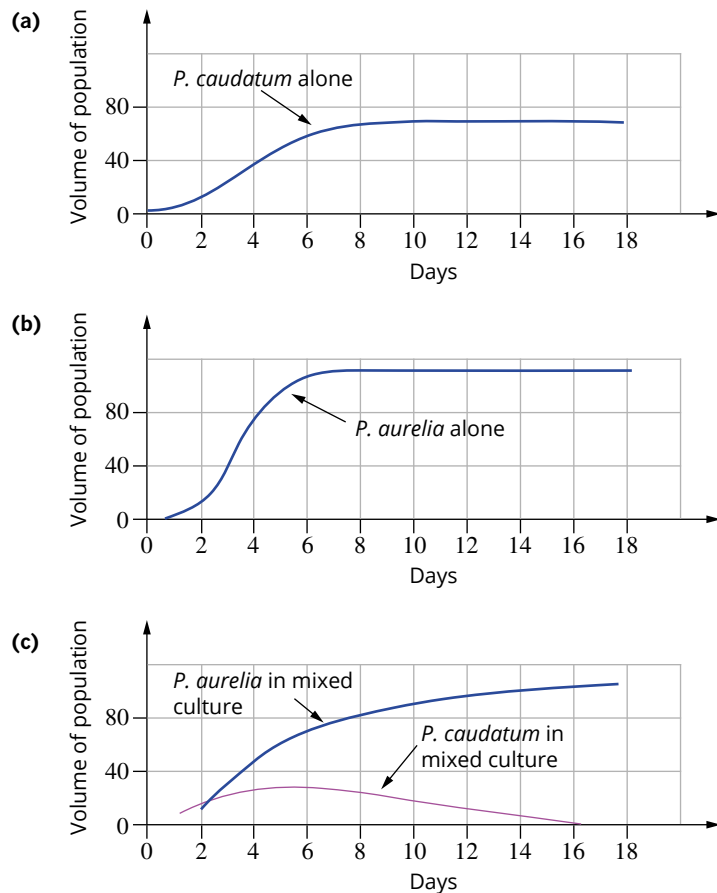 (a)
Volume of population
80
40
0
P. caudatum alone
0 2 4 6 8 10 12 14 16 18
Days
(b)
Volume of population
80
40
0
P. aurelia alone
0 2 4 6 8 10 12 14 16 18
Days
(c)
Volume of population
80
40
0
P. aurelia in mixed
culture
P. caudatum in
mixed culture
0 2 4 6 8 10 12 14 16 18
Days